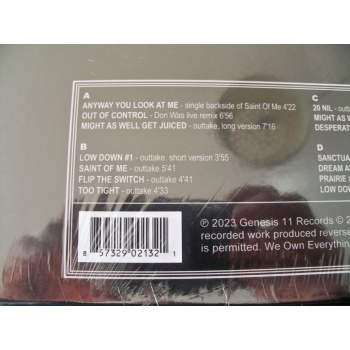 A
ANYWAY YOU LOOK AT ME - single backside of Saint Of Me 4'22
OUT OF CONTROL - Don Was live remix 6'56
MIGHT AS WELL GET JUICED - outtake, long version 7'16
B
LOW DOWN #1 - outtake, short version 3'55
SAINT OF ME - outtake 5'41
FLIP THE SWITCH - outtake 4'41
TOO TIGHT - outtake 4'33
C
20 NIL - outtake
MIGHT AS W
DESPERAT
D
SANCTUA
DREAM A
PRAIRIE
LOW DO
8 57329 02132 1
℗ 2023 Genesis 11 Records © 2
recorded work produced reverse
is permitted. We Own Everythin